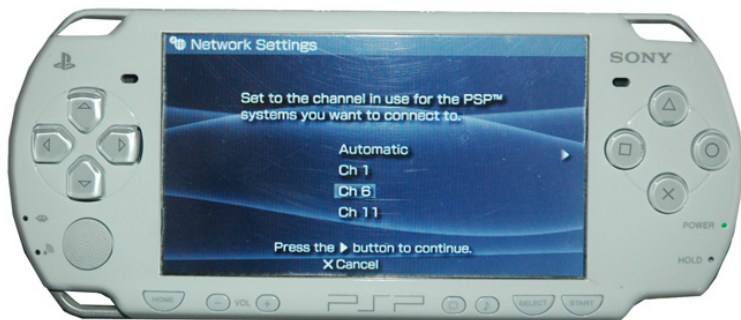 Network Settings
SONY
Set to the channel in use for the PSP™
systems you want to connect to.
Automatic
Ch 1
Ch 6
Ch 11
Press the ▶ button to continue.
X Cancel
POWER
HOLD
HOME
VOL
PSP
SELECT
START